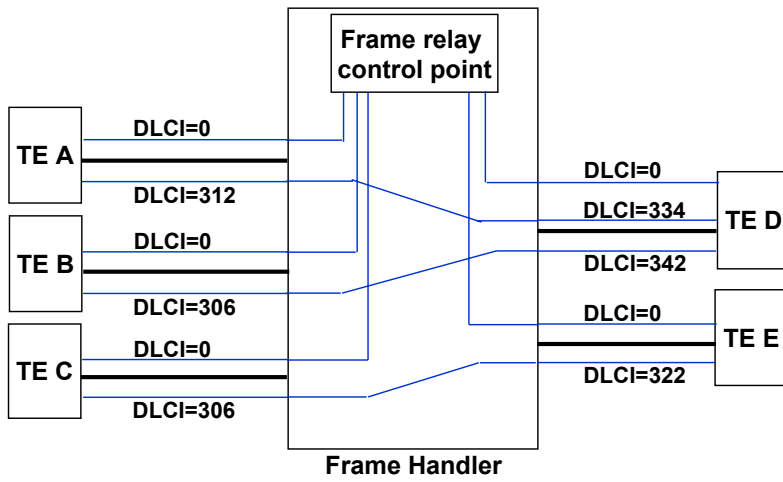 Frame relay
control point
TE A
DLCI=0
DLCI=312
TE B
DLCI=0
DLCI=306
TE C
DLCI=0
DLCI=306
DLCI=0
DLCI=334
DLCI=342
TE D
DLCI=0
DLCI=322
TE E
Frame Handler